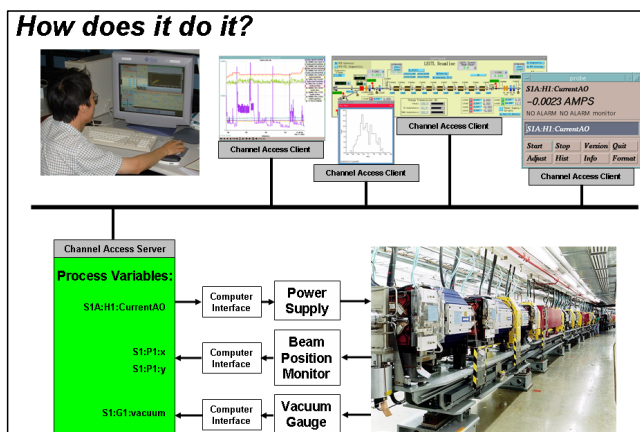 How does it do it?
LEUTL Beamline
probe
S1A:H1:CurrentAO
-0.0023 AMPS
NO ALARM NO ALARM monitor
S1A:H1:CurrentAO
Start Stop Version Quit
Adjust Hist Info Format
Channel Access Client
Channel Access Client
Channel Access Client
Channel Access Client
Channel Access Server
Process Variables:
S1A:H1:CurrentAO
Computer
Interface
Power
Supply
S1:P1:x
S1:P1:y
Computer
Interface
Beam
Position
Monitor
S1:G1:vacuum
Computer
Interface
Vacuum
Gauge